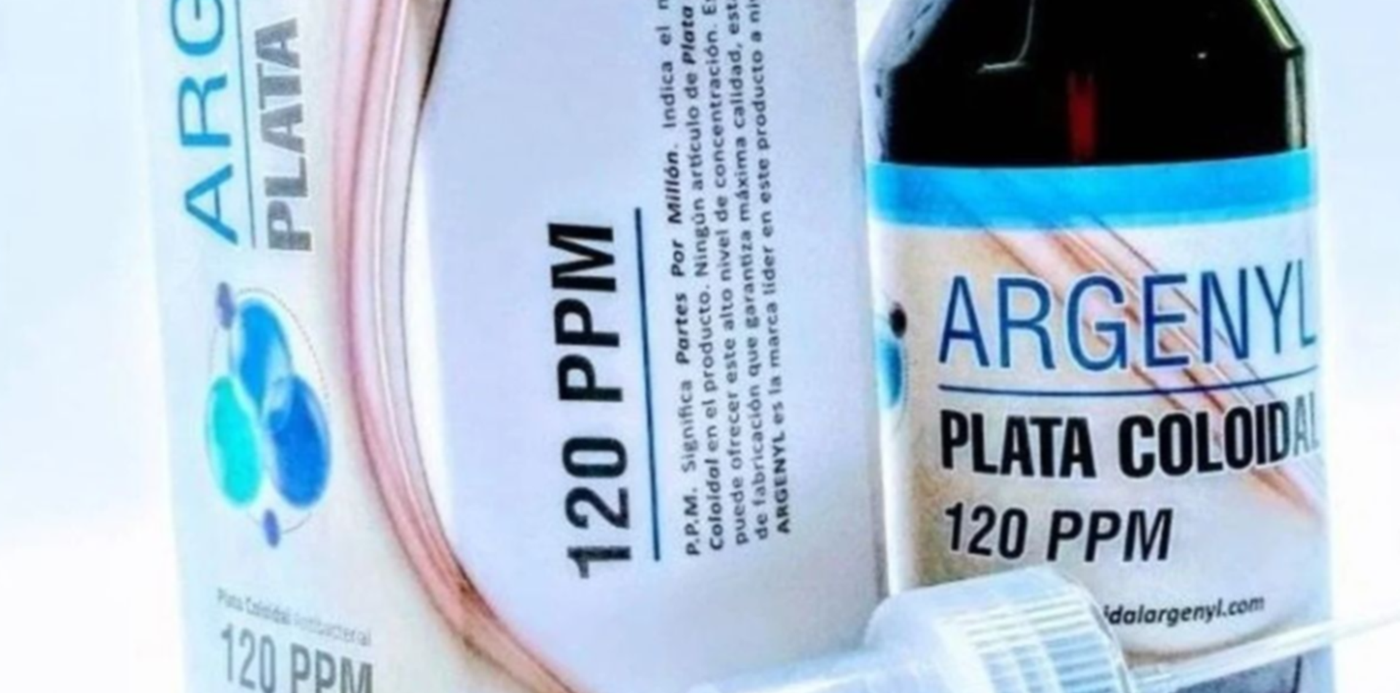 ARG
PLATA
Plata Coloidal Antibacterial
120 PPM
120 PPM
P.P.M. Significa Partes Por Millón. Indica el
Coloidal en el producto. Ningún artículo de Plata
puede ofrecer este alto nivel de concentración.
de fabricación que garantiza máxima calidad,
ARGENYL es la marca líder en este producto a
ARGENYL
PLATA COLOIDAL
120 PPM
idalargenyl.com